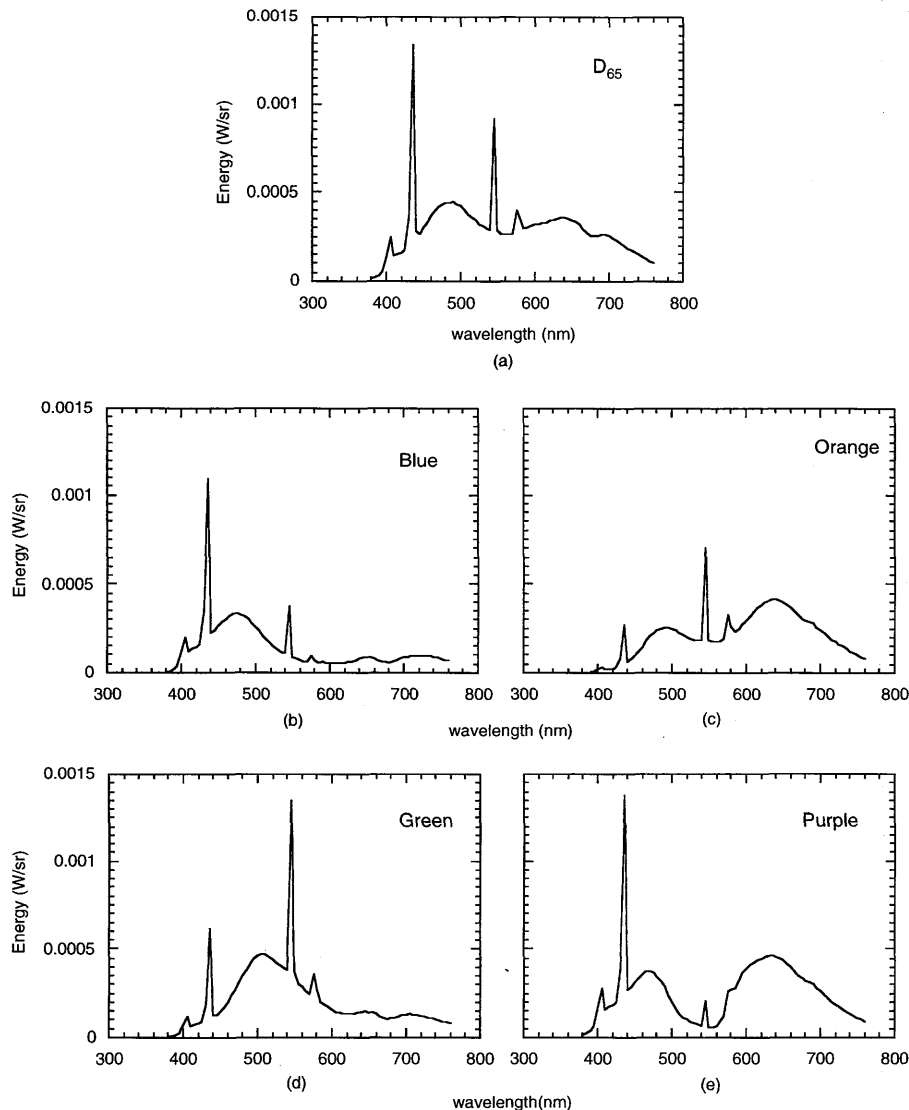 0.0015
0.001
0.0005
0
Energy (W/sr)
D65
300 400 500 600 700 800
wavelength (nm)
(a)
0.0015
0.001
0.0005
0
Energy (W/sr)
Blue
Orange
300 400 500 600 700 800
300 400 500 600 700 800
(b)
(c)
wavelength (nm)
0.0015
0.001
0.0005
0
Energy (W/sr)
Green
Purple
300 400 500 600 700 800
300 400 500 600 700 800
(d)
(e)
wavelength(nm)